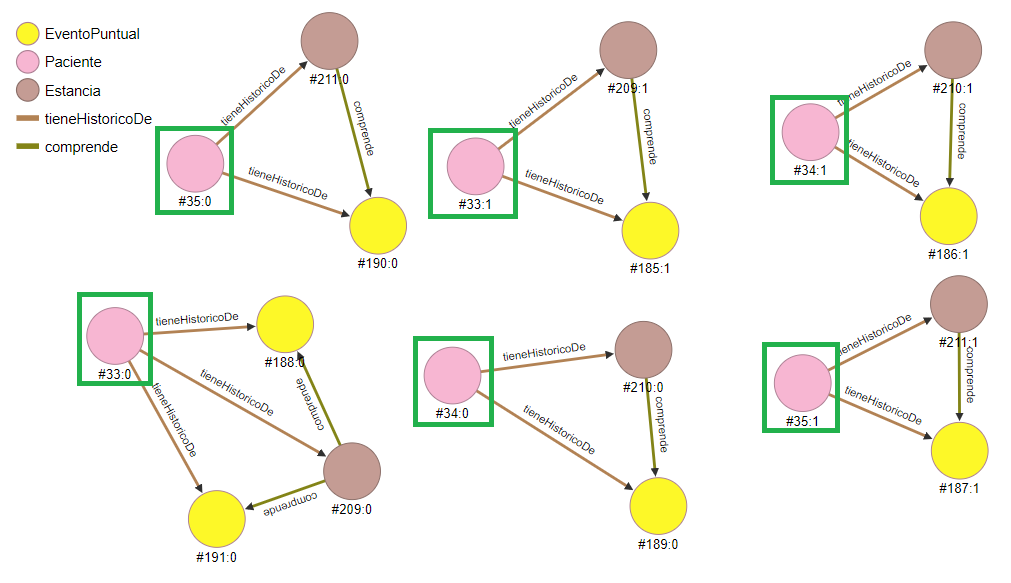 EventoPuntual
Paciente
Estancia
tieneHistoricoDe
comprende
#211:0
tieneHistoricoDe
comprende
tieneHistoricoDe
#35:0
#190:0
#209:1
tieneHistoricoDe
comprende
tieneHistoricoDe
#33:1
#185:1
#210:1
tieneHistoricoDe
comprende
tieneHistoricoDe
#34:1
#186:1
tieneHistoricoDe
#188:0
#33:0
tieneHistoricoDe
tieneHistoricoDe
comprende
comprende
#209:0
#191:0
tieneHistoricoDe
#210:0
#34:0
tieneHistoricoDe
comprende
#189:0
tieneHistoricoDe
#211:1
comprende
tieneHistoricoDe
#35:1
#187:1